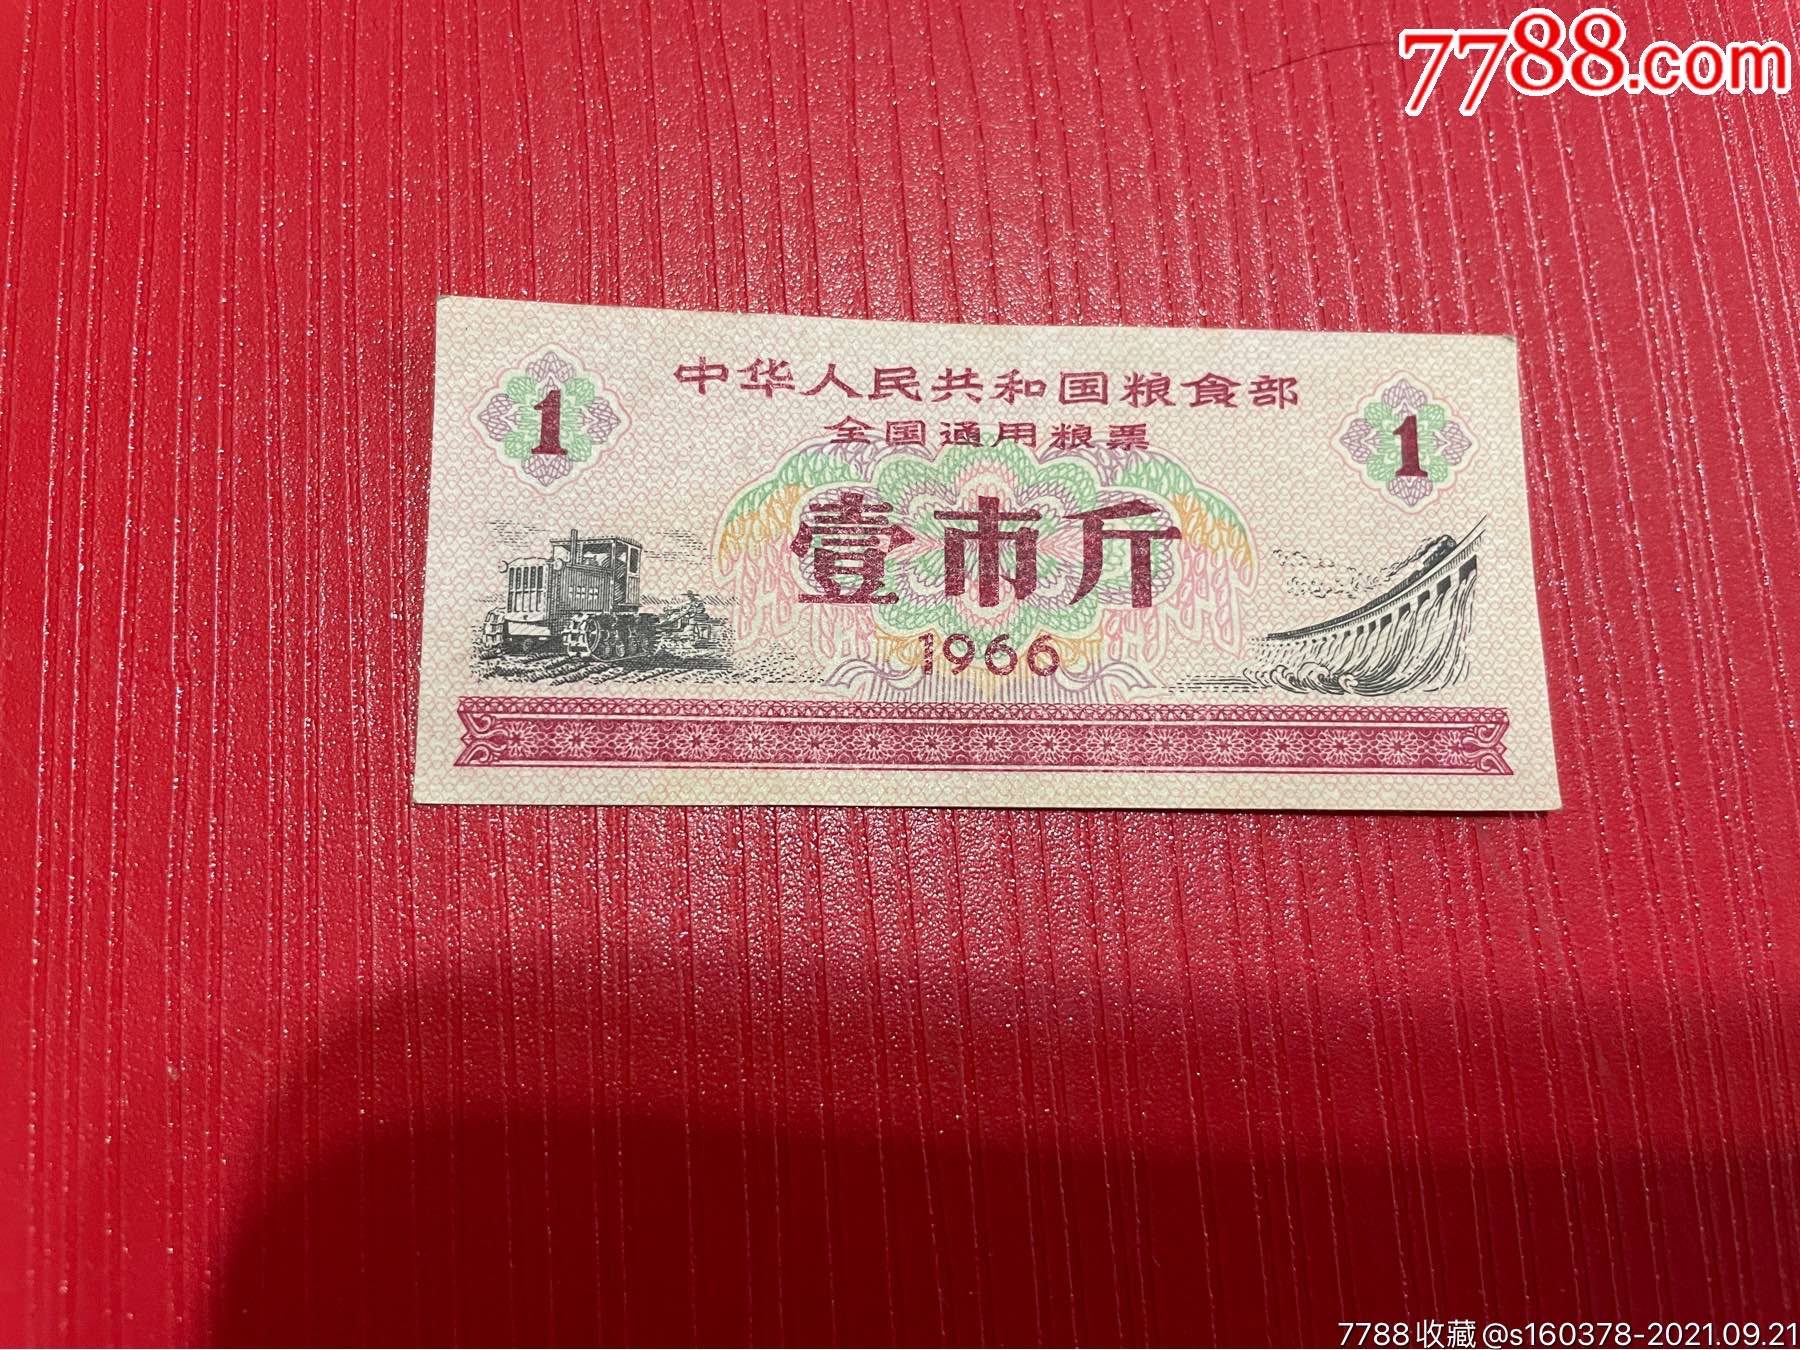 7788.com
中华人民共和国粮食部
全国通用粮票
1
1
壹市斤
1966
7788收藏@s160378-2021.09.21